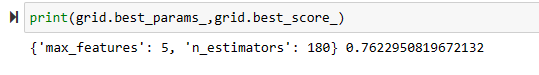 print(grid.best_params_,grid.best_score_)
{'max_features': 5, 'n_estimators': 180} 0.7622950819672132